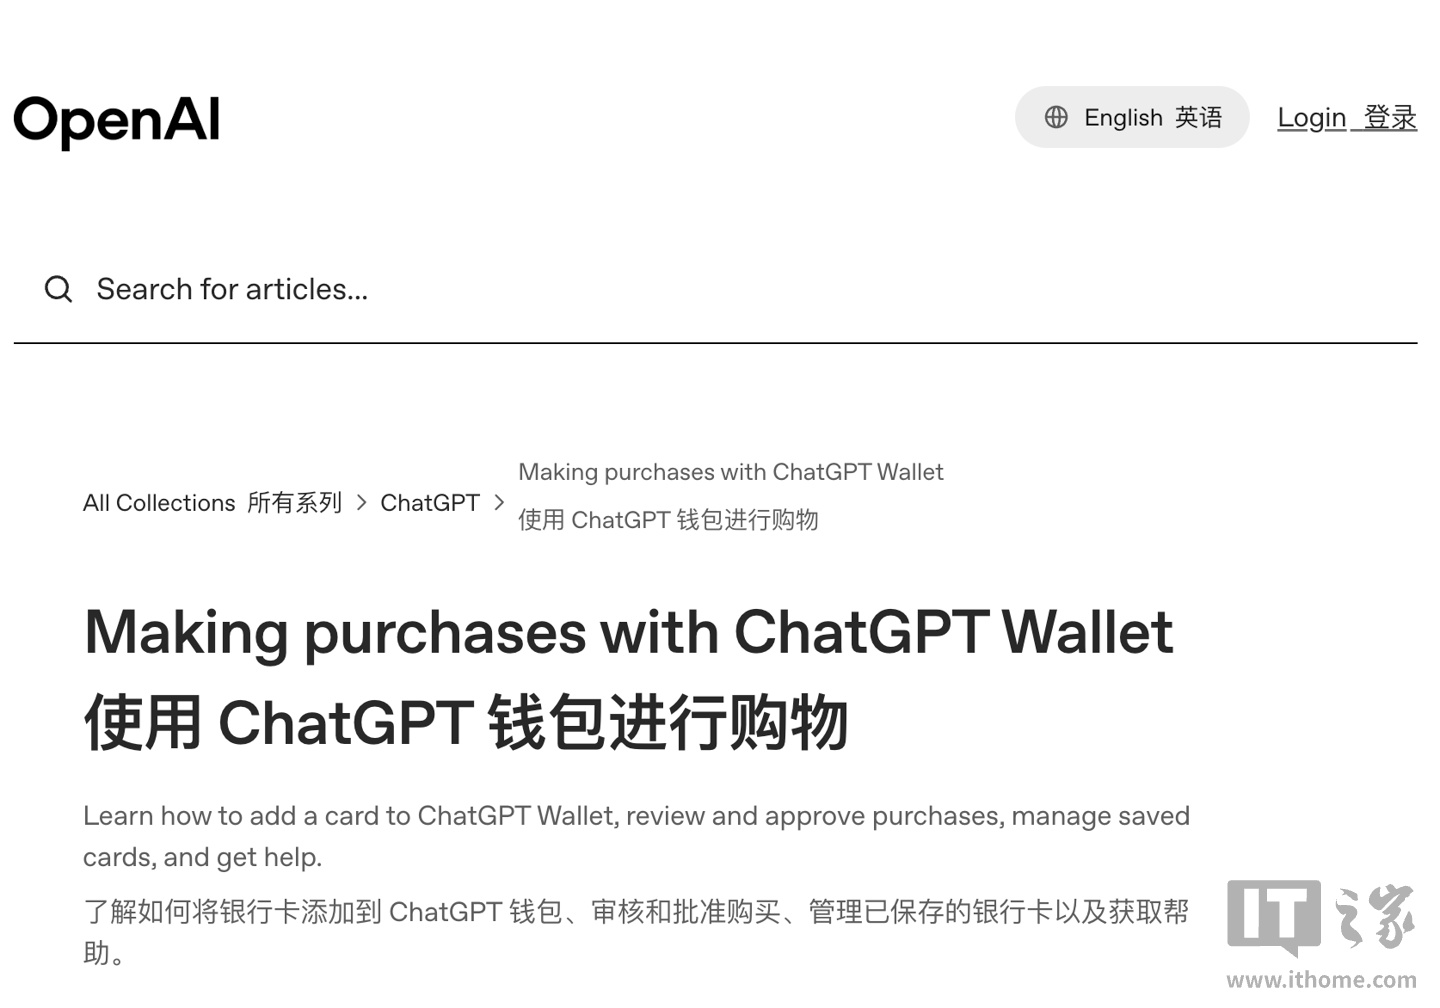 OpenAI
English 英语
Login 登录
Search for articles...
All Collections 所有系列 > ChatGPT >
Making purchases with ChatGPT Wallet
使用 ChatGPT 钱包进行购物
Making purchases with ChatGPT Wallet
使用 ChatGPT 钱包进行购物
Learn how to add a card to ChatGPT Wallet, review and approve purchases, manage saved
cards, and get help.
了解如何将银行卡添加到 ChatGPT 钱包、审核和批准购买、管理已保存的银行卡以及获取帮
助。
IT之家
www.ithome.com